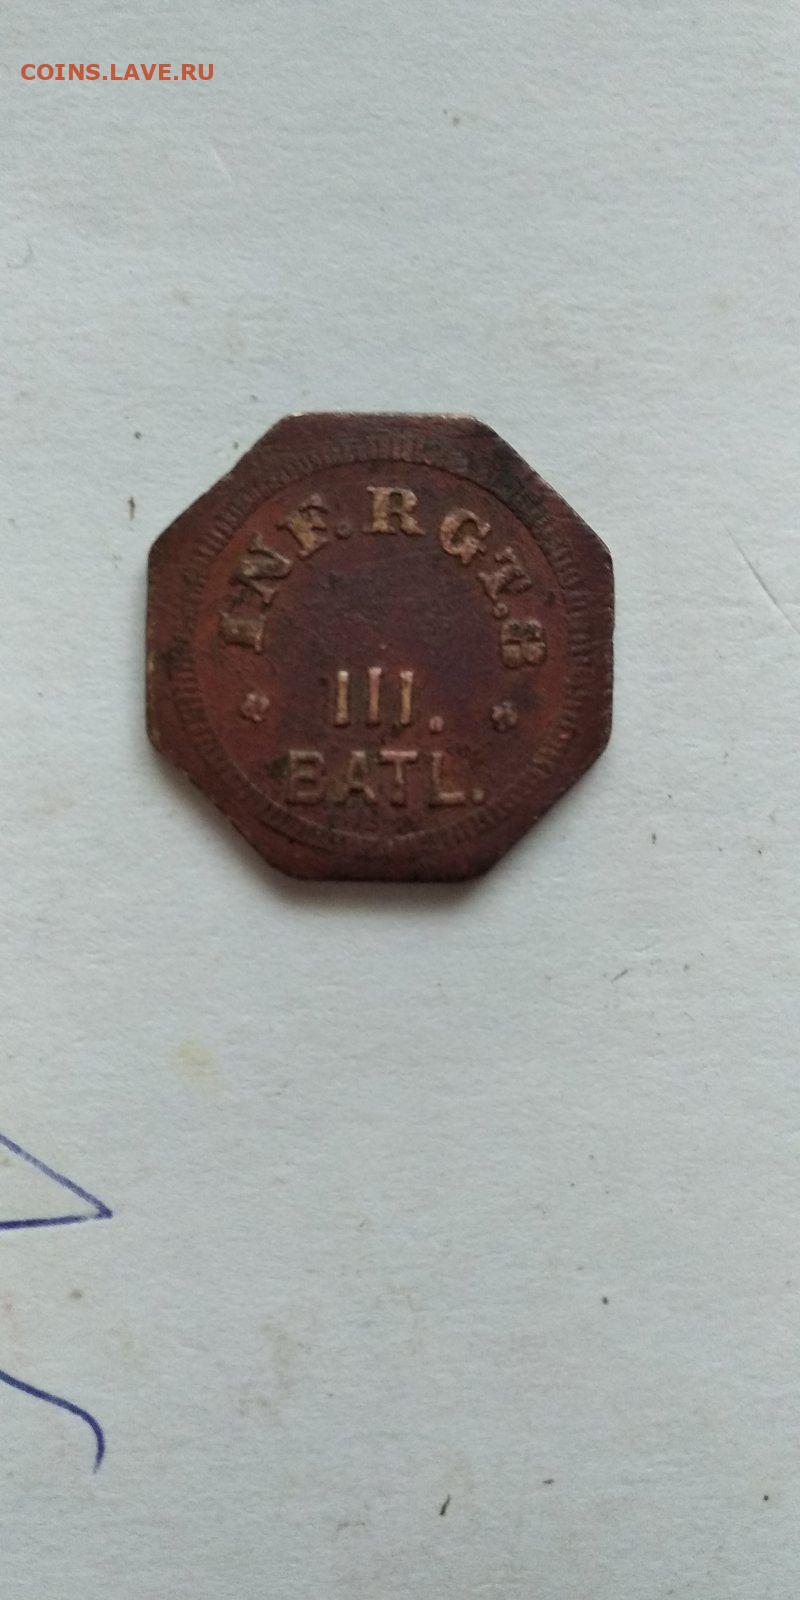 COINS.LAVE.RU
INF. RGT. 8
III.
BATL.